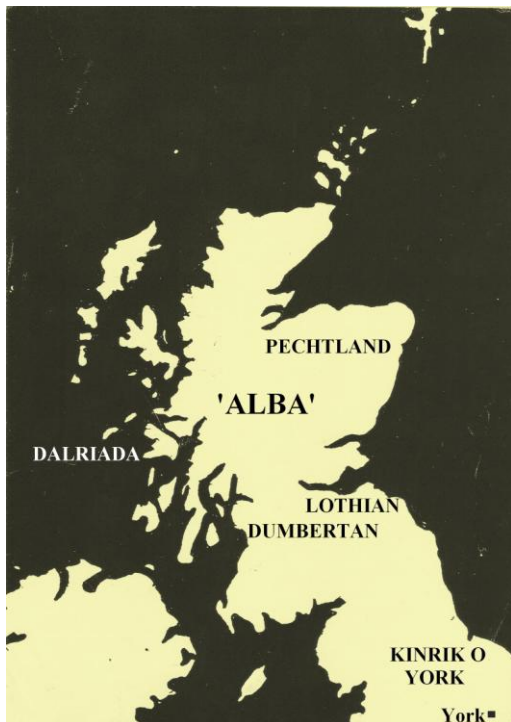 PECHTLAND
'ALBA'
DALRIADA
LOTHIAN
DUMBERTAN
KINRIK O
YORK
York